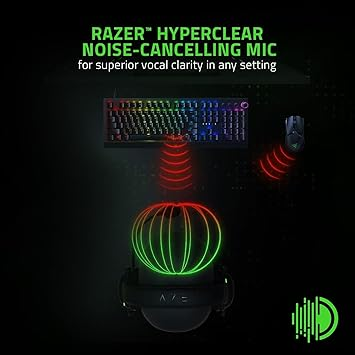 RAZER™ HYPERCLEAR
NOISE-CANCELLING MIC
for superior vocal clarity in any setting